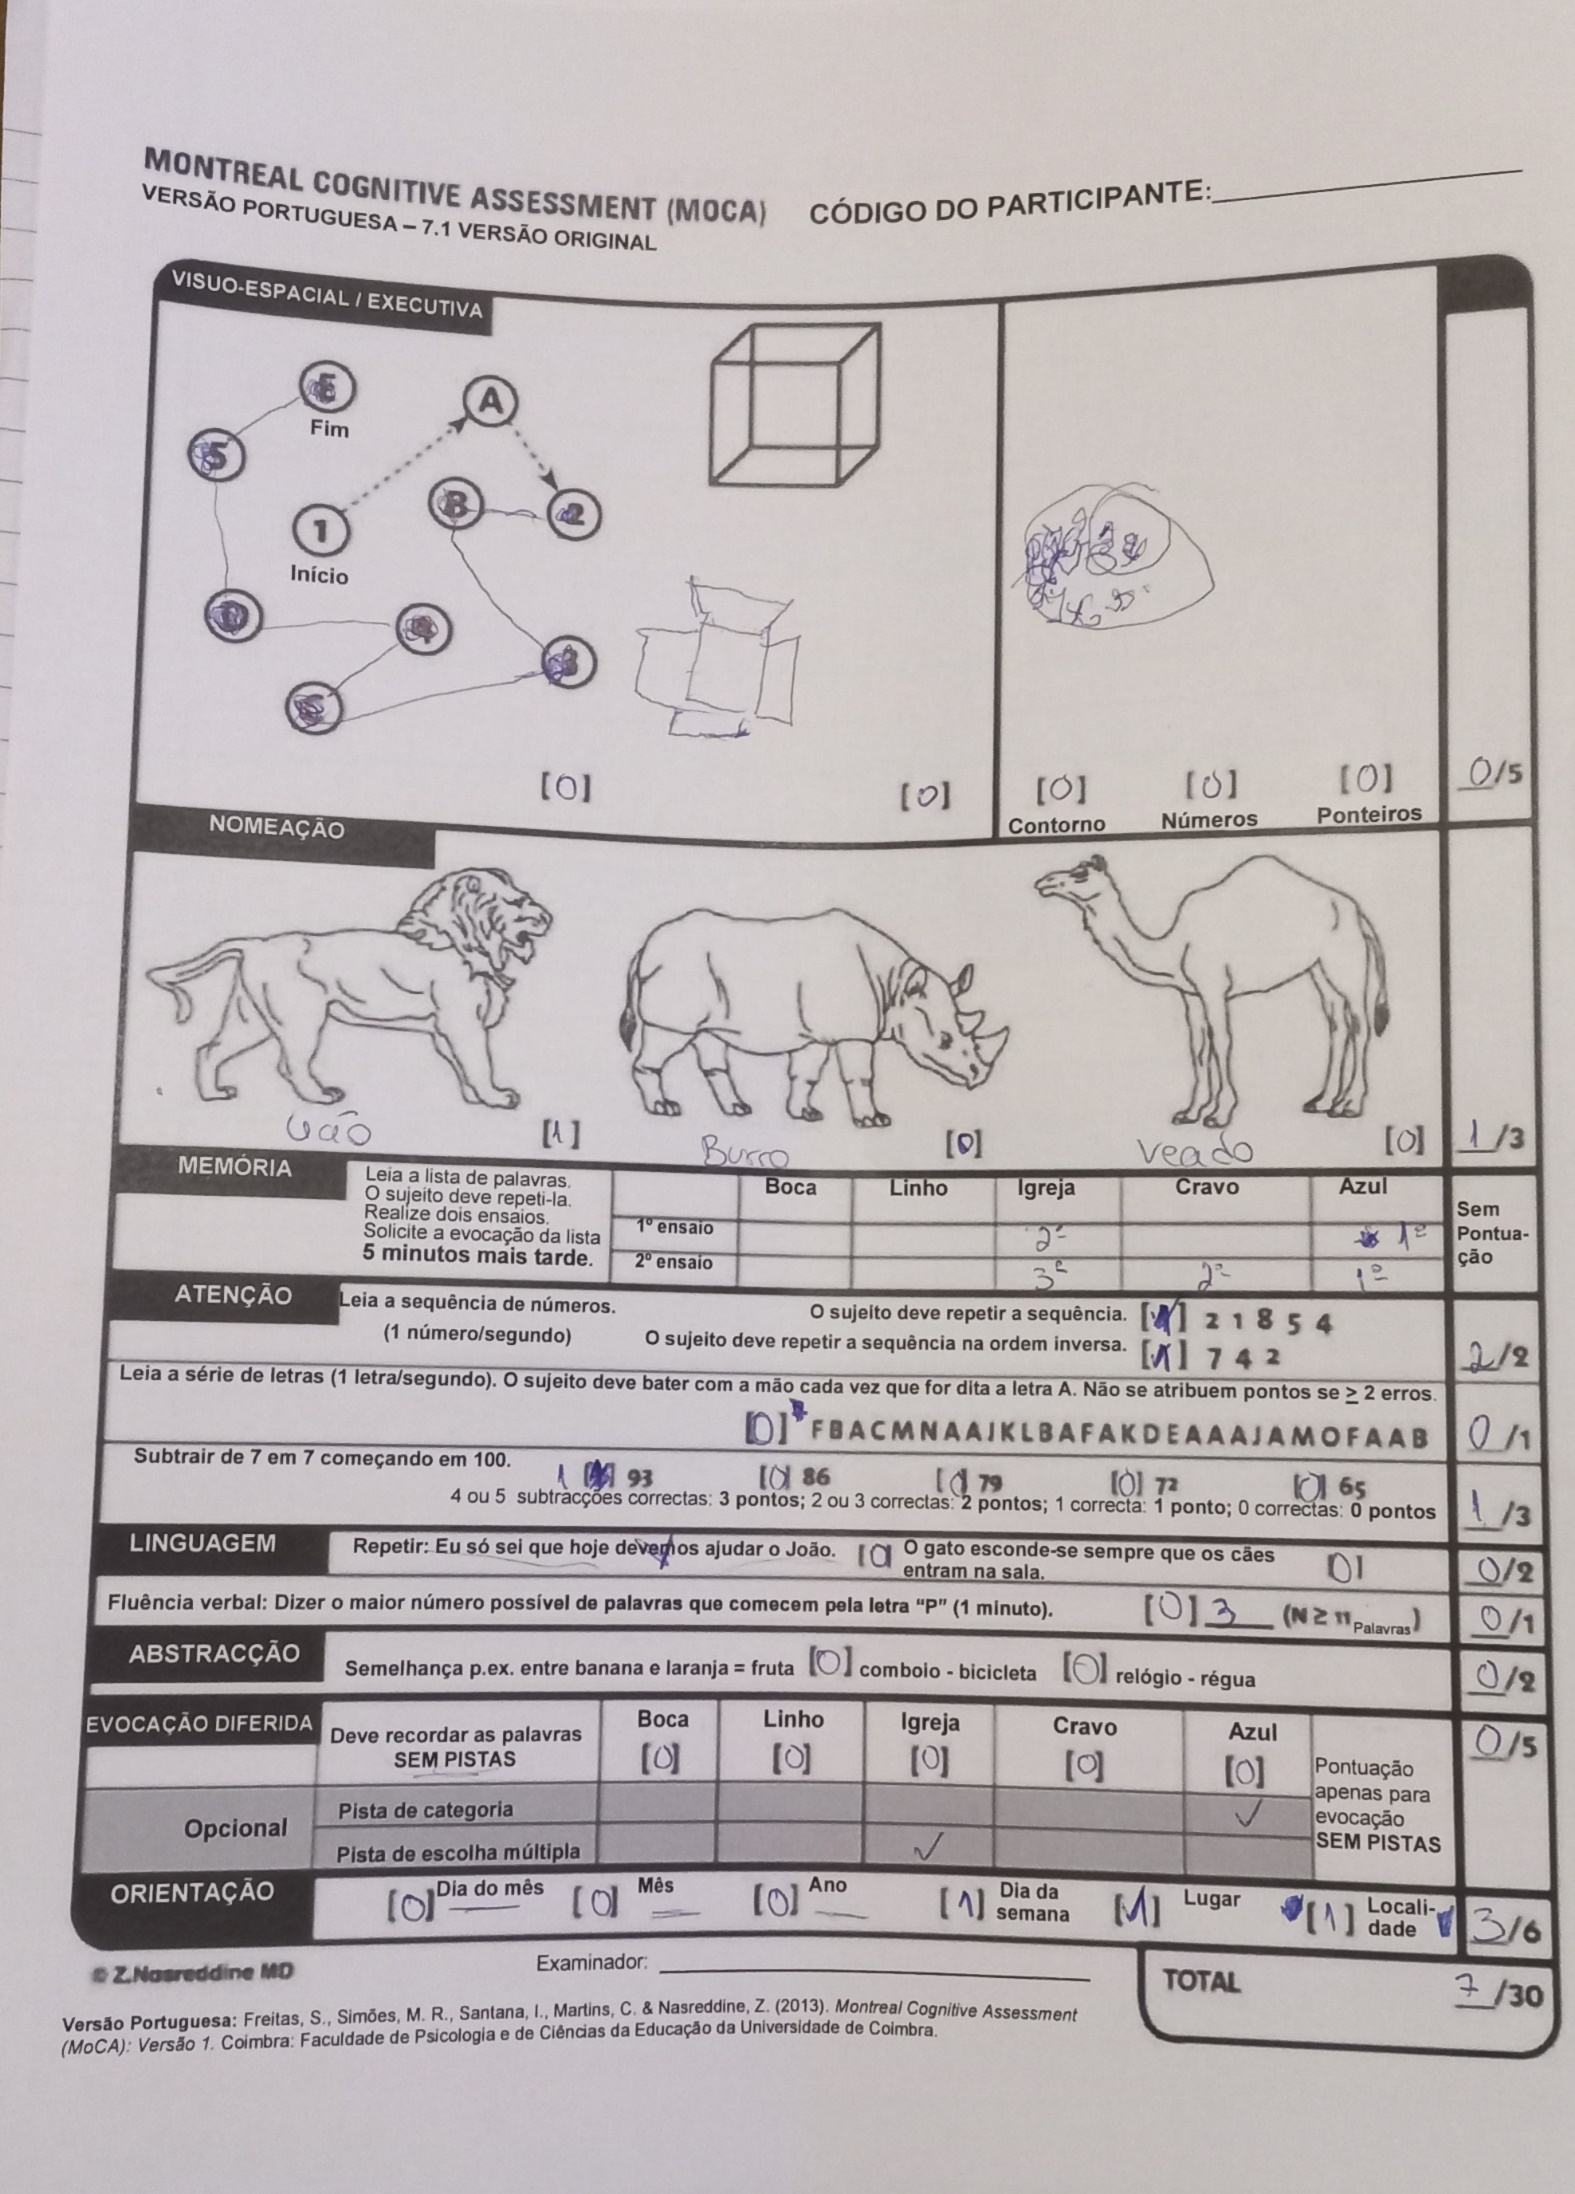 MONTREAL COGNITIVE ASSESSMENT (MOCA)
VERSÃO PORTUGUESA – 7.1 VERSÃO ORIGINAL
CÓDIGO DO PARTICIPANTE:
VISUO-ESPACIAL / EXECUTIVA
E
Fim
A
5
B
2
1
Início
D
4
3
C
[0] [0] [0] [0] [0] 0/5
Contorno Números Ponteiros
NOMEAÇÃO
Leão [1] Burro [0] Veado [0] 1/3
MEMÓRIA
Leia a lista de palavras.
O sujeito deve repeti-la.
Realize dois ensaios.
Solicite a evocação da lista
5 minutos mais tarde.
Boca Linho Igreja Cravo Azul
1º ensaio 2º 1º
2º ensaio 3º 2º 1º
Sem
Pontua-
ção
ATENÇÃO
Leia a sequência de números.
(1 número/segundo)
O sujeito deve repetir a sequência. [1] 2 1 8 5 4
O sujeito deve repetir a sequência na ordem inversa. [1] 7 4 2
2/2
Leia a série de letras (1 letra/segundo). O sujeito deve bater com a mão cada vez que for dita a letra A. Não se atribuem pontos se ≥ 2 erros.
[0] F B A C M N A A J K L B A F A K D E A A A J A M O F A A B 0/1
Subtrair de 7 em 7 começando em 100.
1 [ ] 93 [0] 86 [0] 79 [0] 72 [0] 65
4 ou 5 subtracções correctas: 3 pontos; 2 ou 3 correctas: 2 pontos; 1 correcta: 1 ponto; 0 correctas: 0 pontos
1/3
LINGUAGEM
Repetir: Eu só sei que hoje devemos ajudar o João. [0] O gato esconde-se sempre que os cães
entram na sala. [0] 0/2
Fluência verbal: Dizer o maior número possível de palavras que comecem pela letra “P” (1 minuto). [0] 3 (N ≥ 11 Palavras) 0/1
ABSTRACÇÃO
Semelhança p.ex. entre banana e laranja = fruta [0] comboio - bicicleta [0] relógio - régua 0/2
EVOCAÇÃO DIFERIDA
Deve recordar as palavras
SEM PISTAS
Boca Linho Igreja Cravo Azul
[0] [0] [0] [0] [0]
0/5
Pontuação
apenas para
evocação
SEM PISTAS
Opcional
Pista de categoria ✓
Pista de escolha múltipla ✓
ORIENTAÇÃO
[0] Dia do mês [0] Mês [0] Ano [1] Dia da
semana [1] Lugar [1] Locali-
dade 3/6
© Z.Nasreddine MD
Examinador:
TOTAL 7/30
Versão Portuguesa: Freitas, S., Simões, M. R., Santana, I., Martins, C. & Nasreddine, Z. (2013). Montreal Cognitive Assessment
(MoCA): Versão 1. Coimbra: Faculdade de Psicologia e de Ciências da Educação da Universidade de Coimbra.